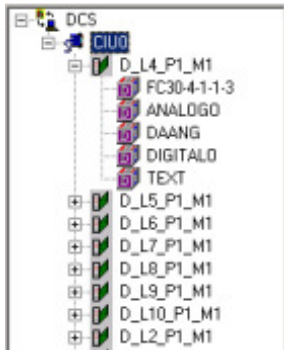 DCS
CIU0
D_L4_P1_M1
FC30-4-1-1-3
ANALOGO
DAANG
DIGITALO
TEXT
D_L5_P1_M1
D_L6_P1_M1
D_L7_P1_M1
D_L8_P1_M1
D_L9_P1_M1
D_L10_P1_M1
D_L2_P1_M1